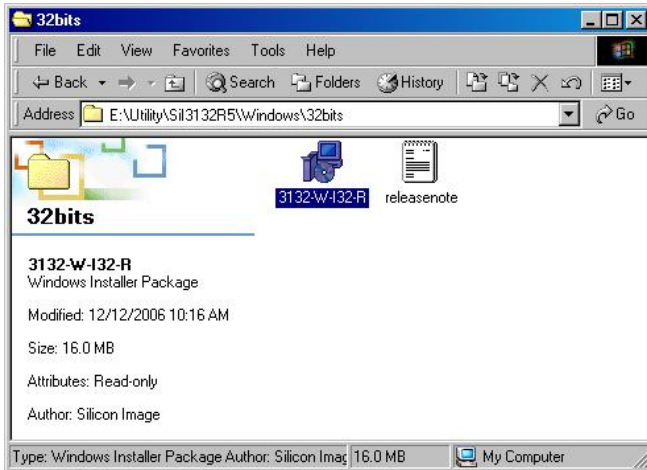 32bits
File Edit View Favorites Tools Help
Back Search Folders History
Address E:\Utility\SiI3132R5\Windows\32bits Go
3132-W-I32-R releasenote
32bits
3132-W-I32-R
Windows Installer Package
Modified: 12/12/2006 10:16 AM
Size: 16.0 MB
Attributes: Read-only
Author: Silicon Image
Type: Windows Installer Package Author: Silicon Imag 16.0 MB My Computer